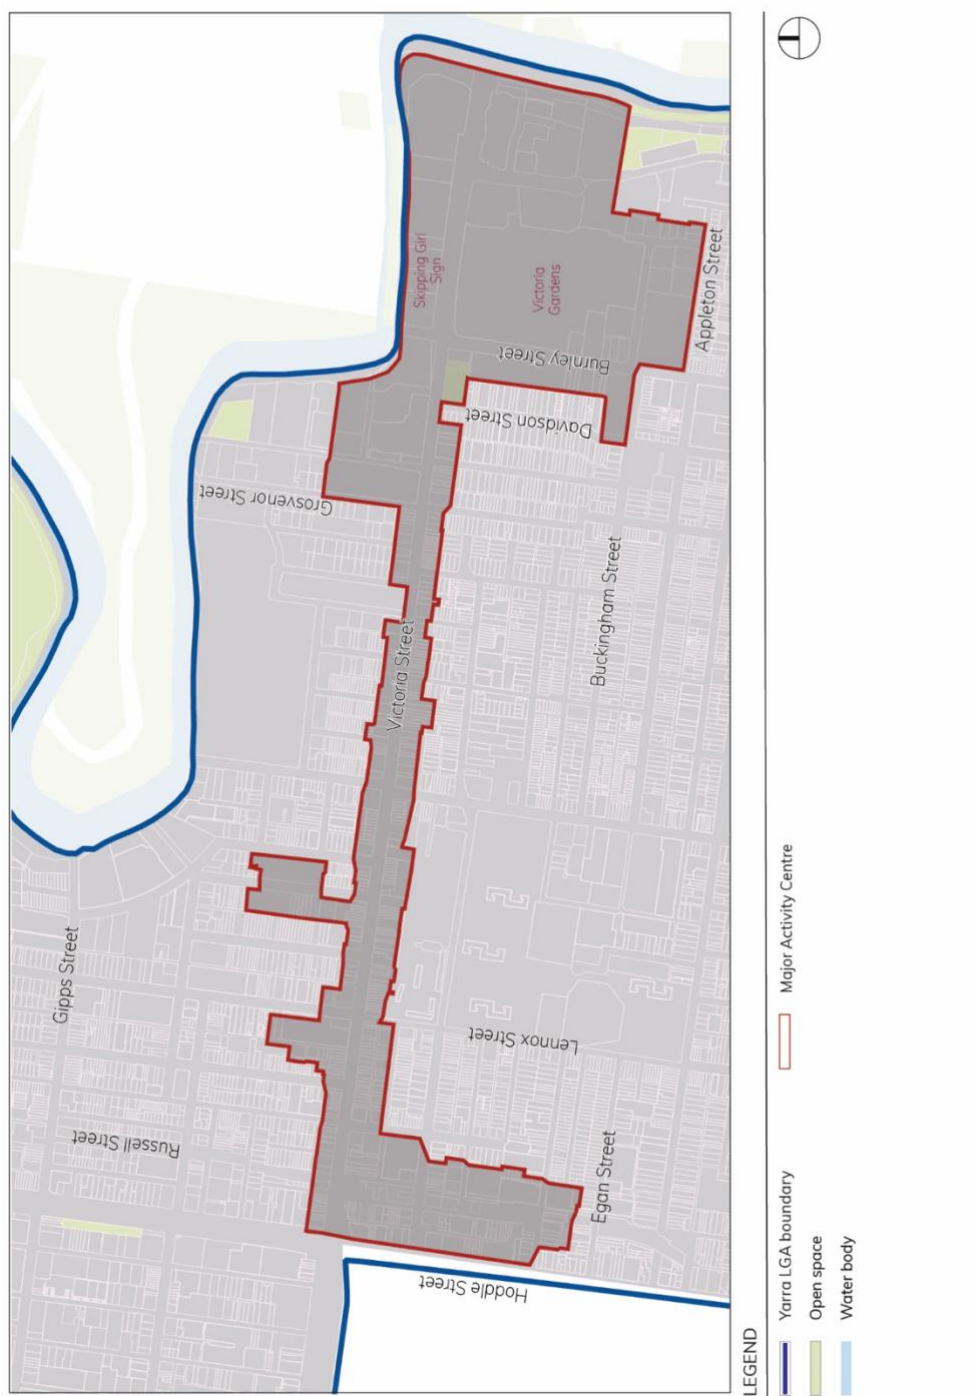 Gipps Street
Russell Street
Hoddle Street
Lennox Street
Egan Street
Victoria Street
Grosvenor Street
Buckingham Street
Davidson Street
Burnley Street
Skipping Girl
Sign
Victoria
Gardens
Appleton Street
LEGEND
Yarra LGA boundary
Open space
Water body
Major Activity Centre